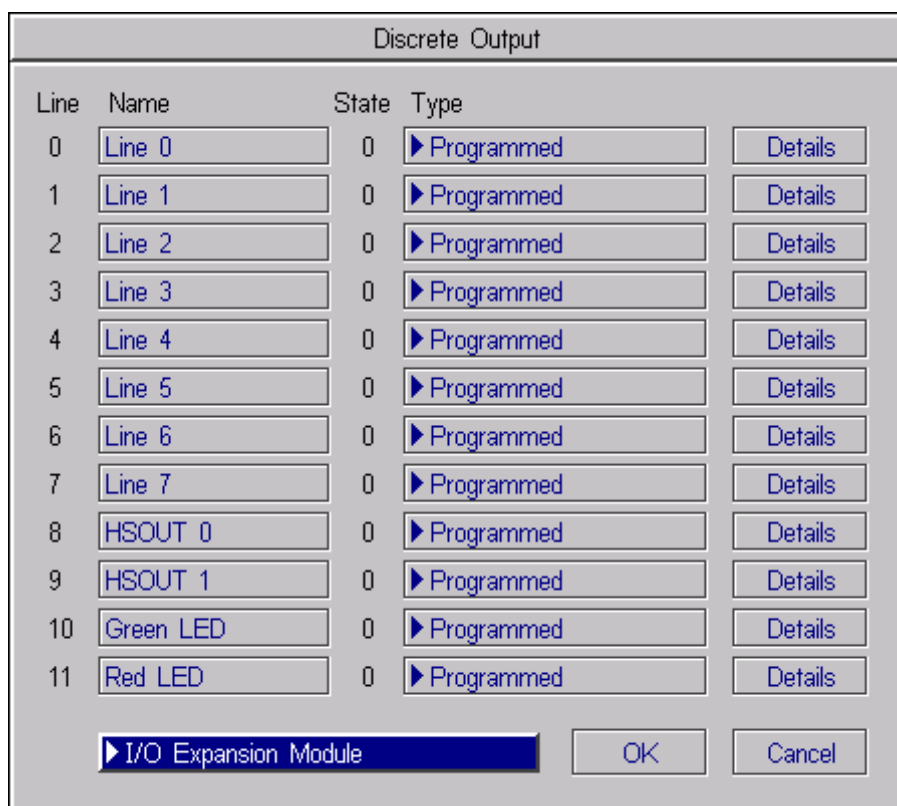 Discrete Output
Line Name State Type
0 Line 0 0 Programmed Details
1 Line 1 0 Programmed Details
2 Line 2 0 Programmed Details
3 Line 3 0 Programmed Details
4 Line 4 0 Programmed Details
5 Line 5 0 Programmed Details
6 Line 6 0 Programmed Details
7 Line 7 0 Programmed Details
8 HSOUT 0 0 Programmed Details
9 HSOUT 1 0 Programmed Details
10 Green LED 0 Programmed Details
11 Red LED 0 Programmed Details
I/O Expansion Module OK Cancel